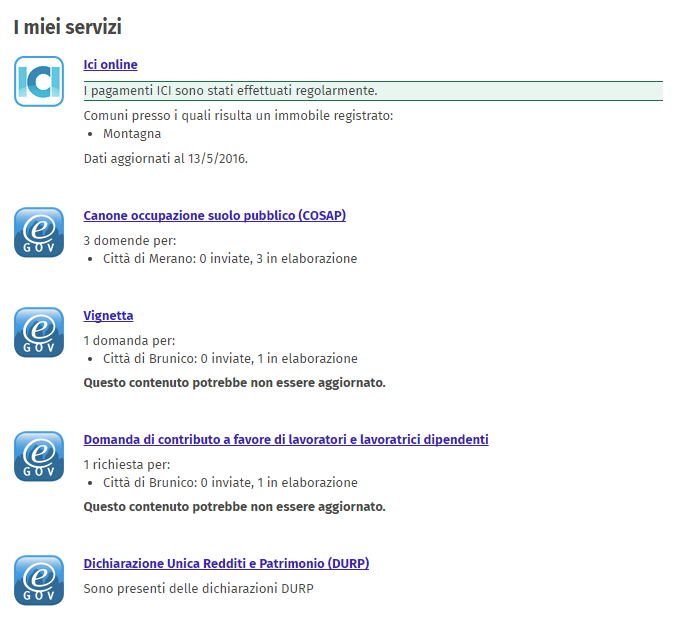 I miei servizi
ICI
Ici online
I pagamenti ICI sono stati effettuati regolarmente.
Comuni presso i quali risulta un immobile registrato:
• Montagna
Dati aggiornati al 13/5/2016.
e
GOV
Canone occupazione suolo pubblico (COSAP)
3 domende per:
• Città di Merano: 0 inviate, 3 in elaborazione
e
GOV
Vignetta
1 domanda per:
• Città di Brunico: 0 inviate, 1 in elaborazione
Questo contenuto potrebbe non essere aggiornato.
e
GOV
Domanda di contributo a favore di lavoratori e lavoratrici dipendenti
1 richiesta per:
• Città di Brunico: 0 inviate, 1 in elaborazione
Questo contenuto potrebbe non essere aggiornato.
e
GOV
Dichiarazione Unica Redditi e Patrimonio (DURP)
Sono presenti delle dichiarazioni DURP